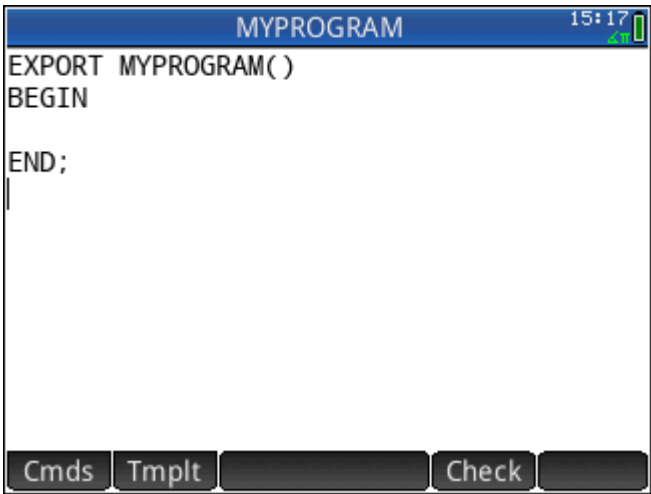 MYPROGRAM
15:17
∡π
EXPORT MYPROGRAM()
BEGIN
END;
Cmds
Tmplt
Check